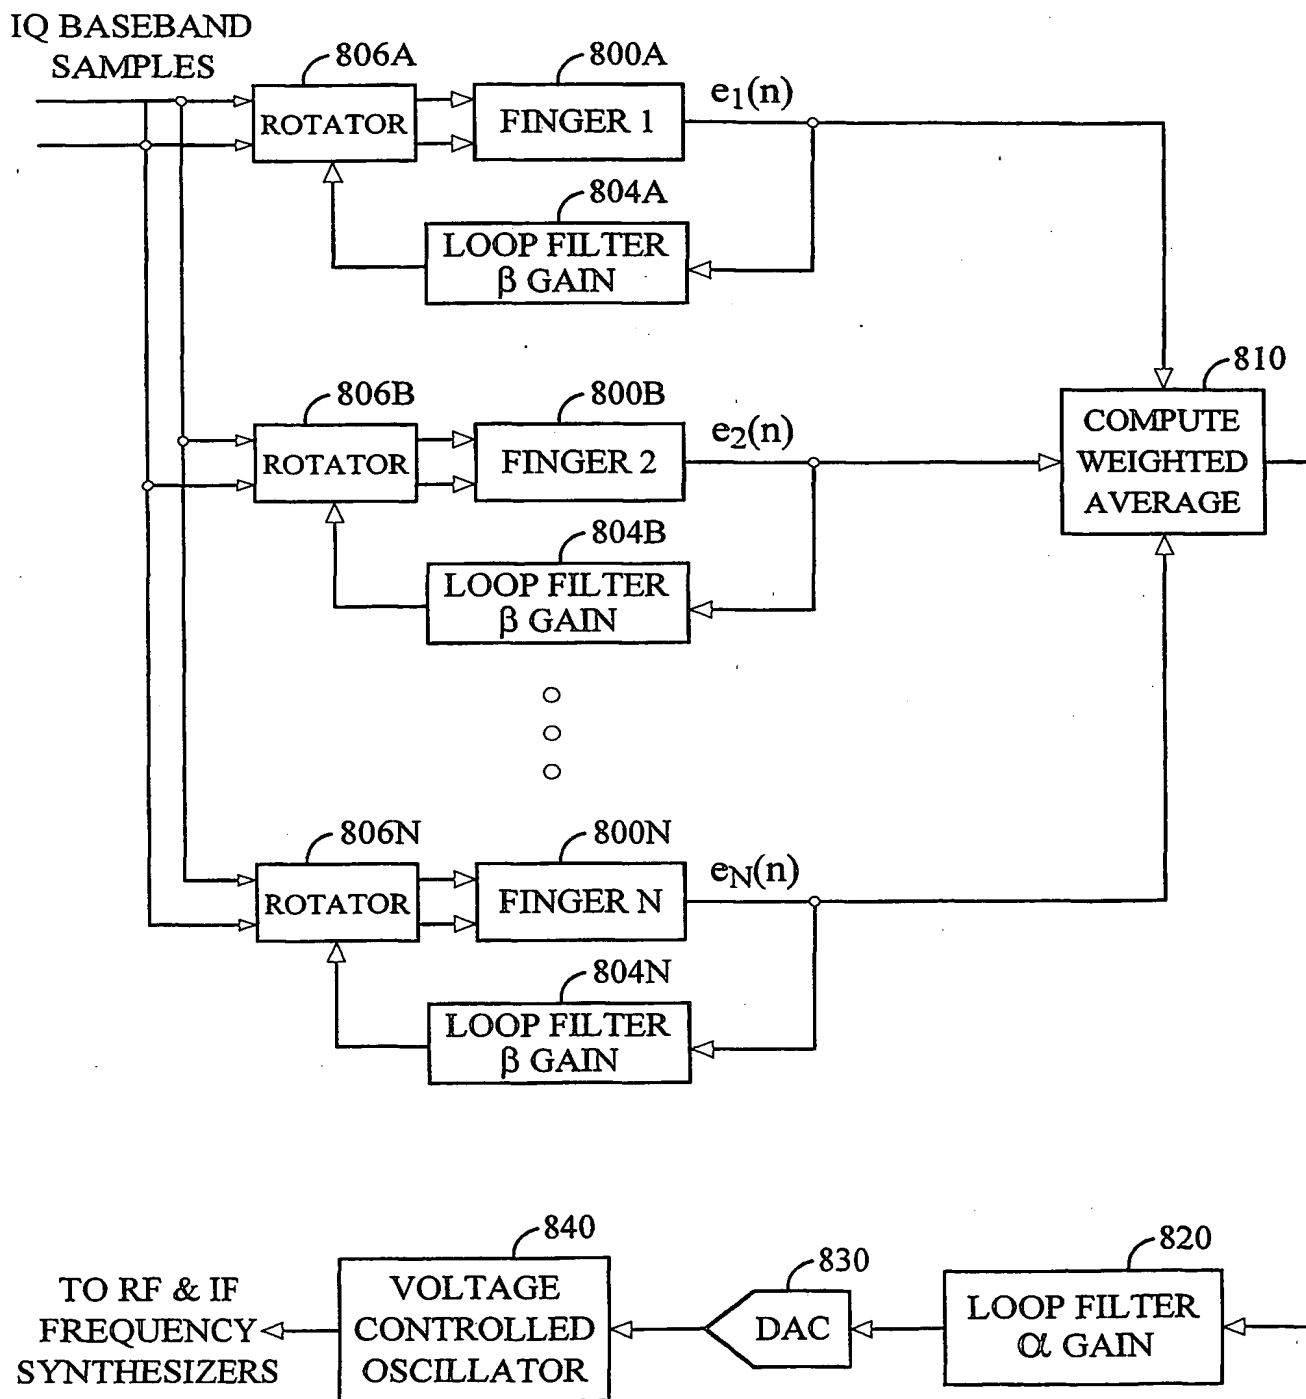 IQ BASEBAND
SAMPLES
806A
800A
ROTATOR
FINGER 1
e1(n)
804A
LOOP FILTER
β GAIN
806B
800B
ROTATOR
FINGER 2
e2(n)
810
COMPUTE
WEIGHTED
AVERAGE
804B
LOOP FILTER
β GAIN
806N
800N
ROTATOR
FINGER N
eN(n)
804N
LOOP FILTER
β GAIN
840
830
820
TO RF & IF
FREQUENCY
SYNTHESIZERS
VOLTAGE
CONTROLLED
OSCILLATOR
DAC
LOOP FILTER
α GAIN